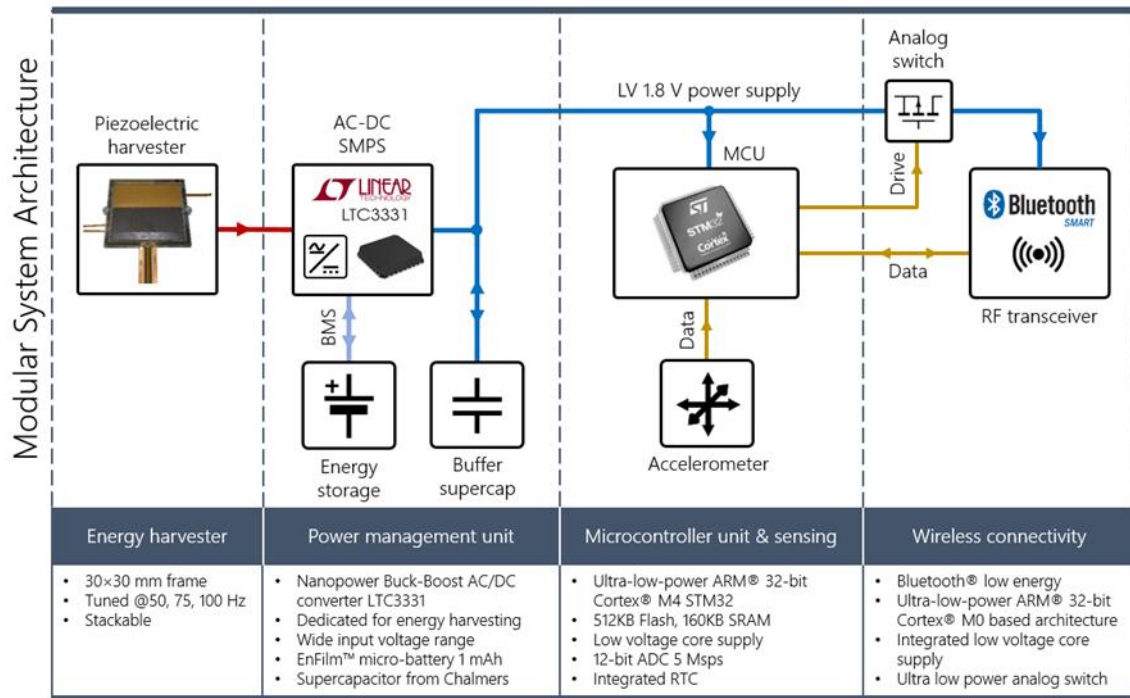 Modular System Architecture
Piezoelectric
harvester
AC-DC
SMPS
LINEAR
TECHNOLOGY
LTC3331
BMS
Energy
storage
Buffer
supercap
LV 1.8 V power supply
MCU
ST
STM32
Cortex
Data
Accelerometer
Analog
switch
Drive
Data
Bluetooth
SMART
RF transceiver
Energy harvester
• 30×30 mm frame
• Tuned @50, 75, 100 Hz
• Stackable
Power management unit
• Nanopower Buck-Boost AC/DC
converter LTC3331
• Dedicated for energy harvesting
• Wide input voltage range
• EnFilm™ micro-battery 1 mAh
• Supercapacitor from Chalmers
Microcontroller unit & sensing
• Ultra-low-power ARM® 32-bit
Cortex® M4 STM32
• 512KB Flash, 160KB SRAM
• Low voltage core supply
• 12-bit ADC 5 Msps
• Integrated RTC
Wireless connectivity
• Bluetooth® low energy
• Ultra-low-power ARM® 32-bit
Cortex® M0 based architecture
• Integrated low voltage core
supply
• Ultra low power analog switch